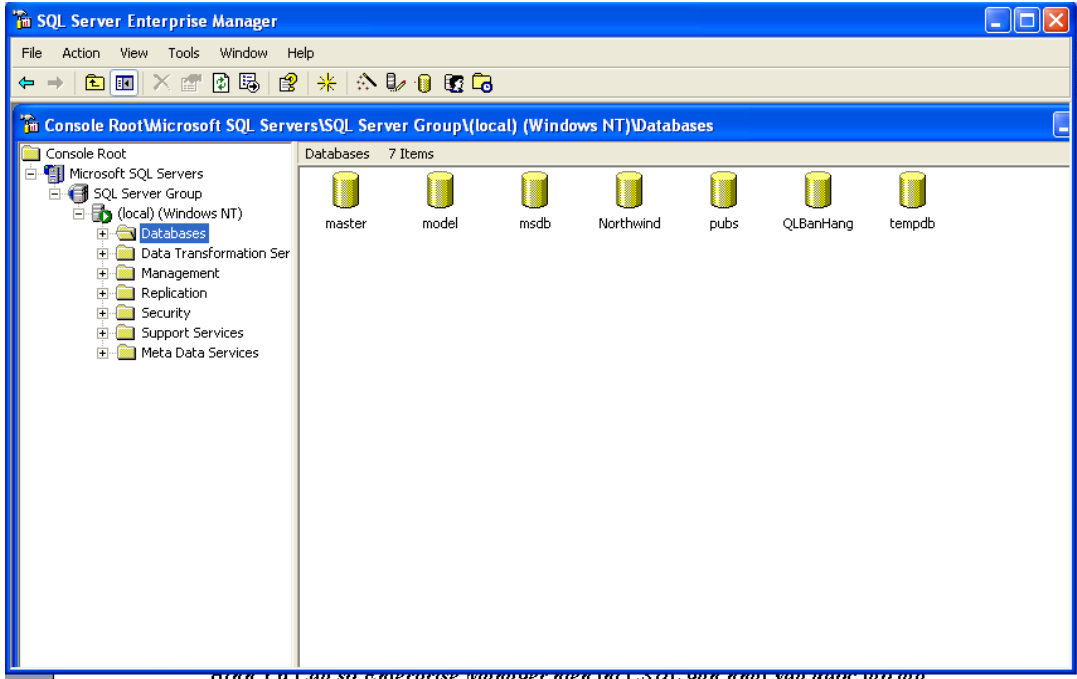 SQL Server Enterprise Manager
File Action View Tools Window Help
Console Root\Microsoft SQL Servers\SQL Server Group\(local) (Windows NT)\Databases
Console Root
Microsoft SQL Servers
SQL Server Group
(local) (Windows NT)
Databases
Data Transformation Ser
Management
Replication
Security
Support Services
Meta Data Services
Databases 7 Items
master model msdb Northwind pubs QLBanHang tempdb